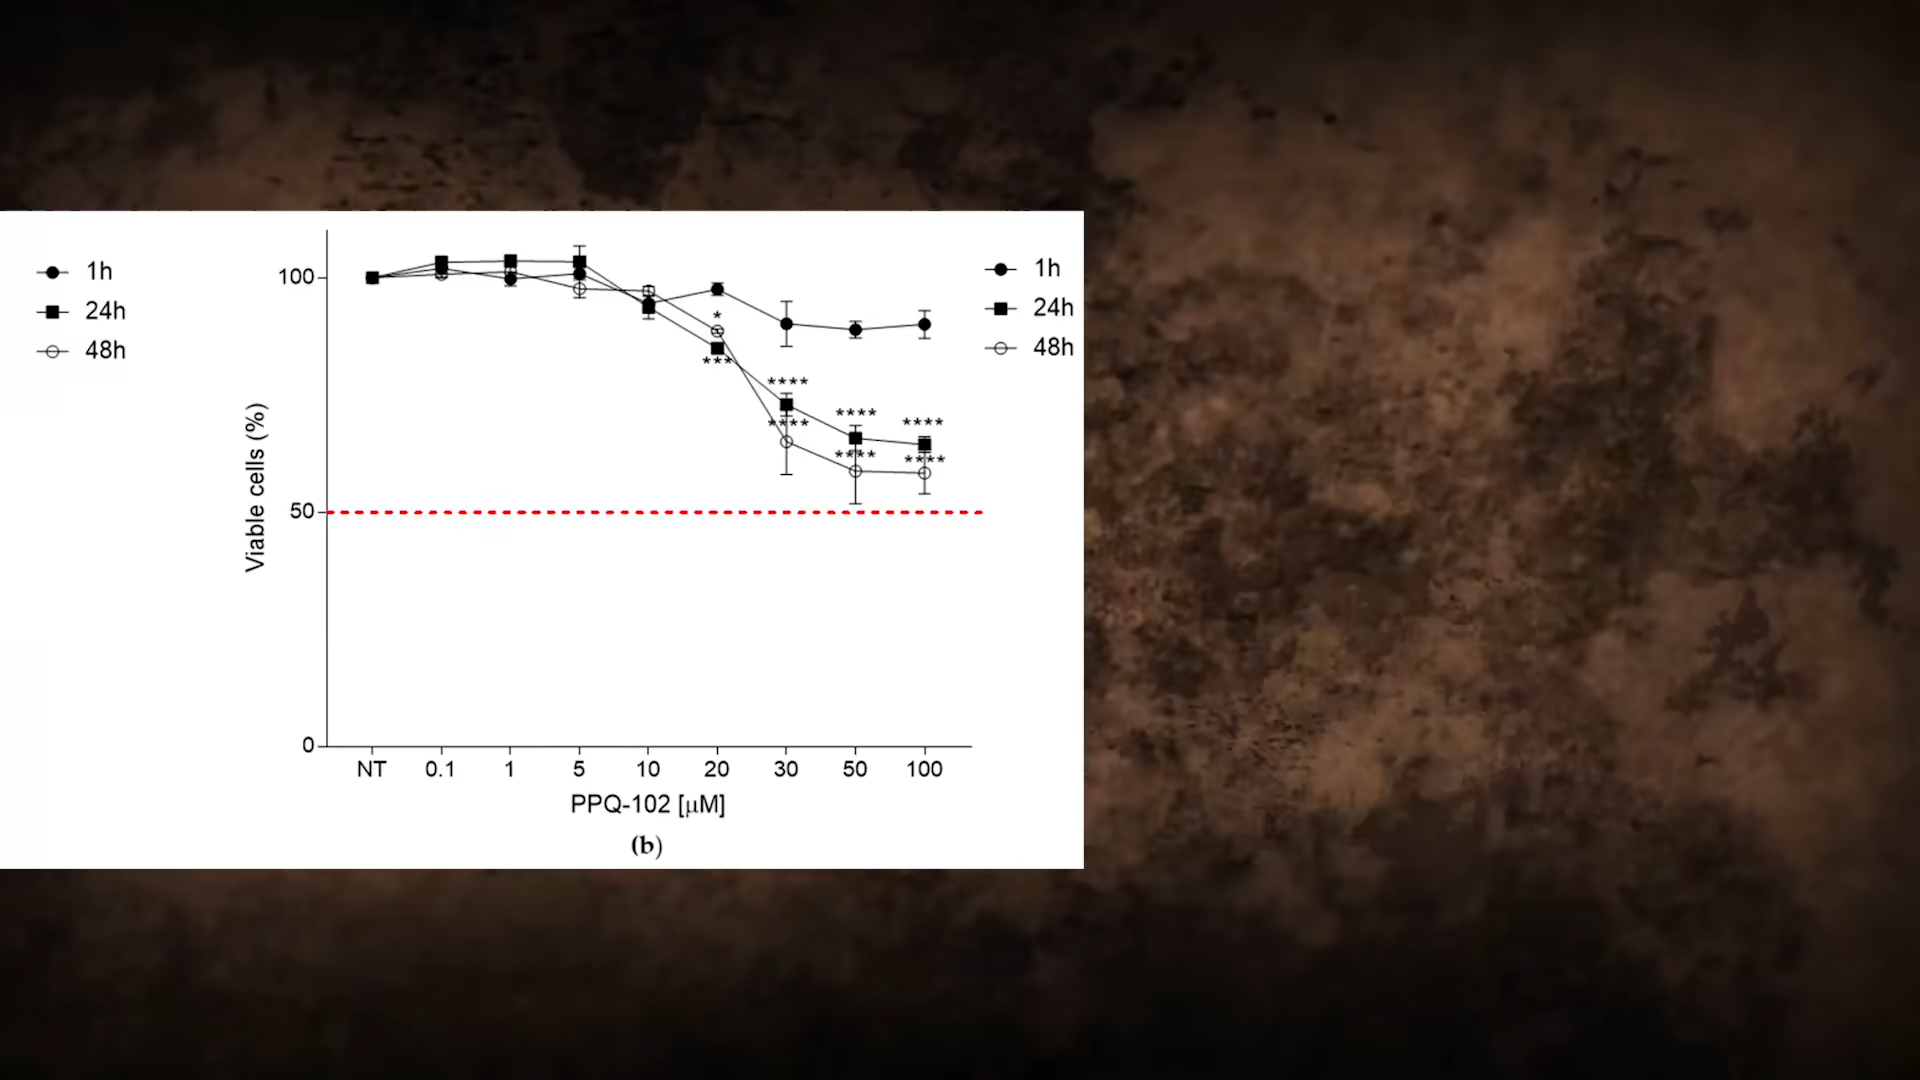 1h
24h
48h
100
50
0
Viable cells (%)
*
***
****
****
****
****
****
****
NT 0.1 1 5 10 20 30 50 100
PPQ-102 [µM]
(b)
1h
24h
48h